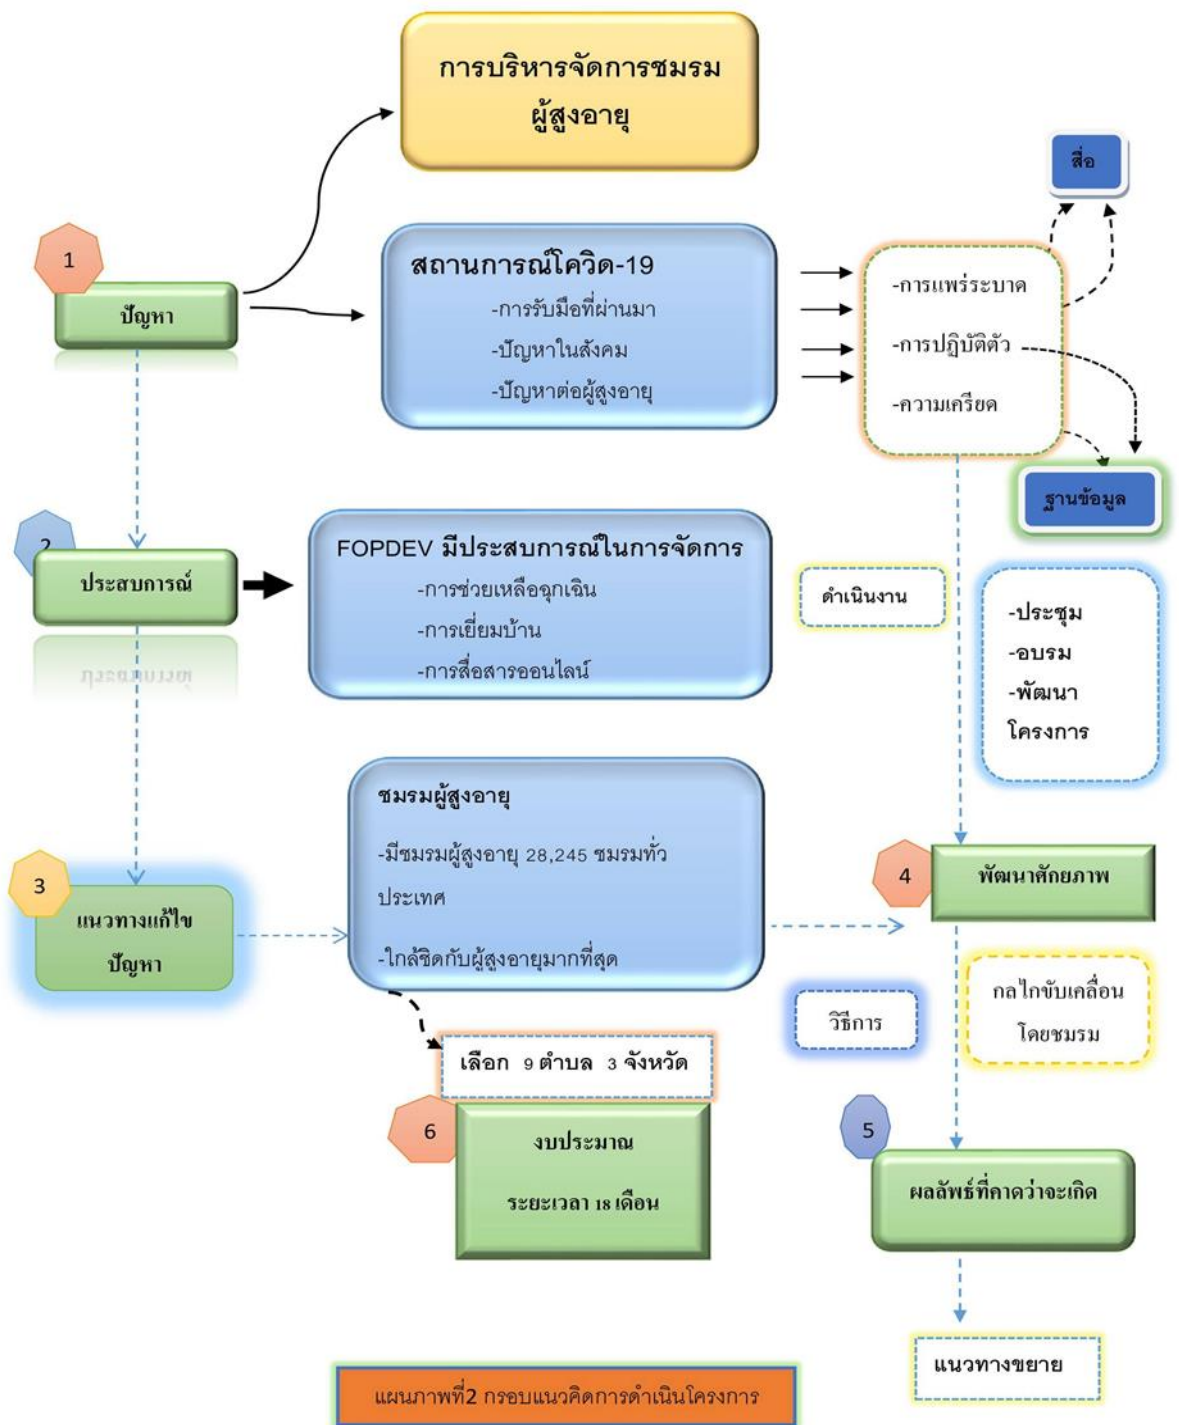 การบริหารจัดการชมรม
ผู้สูงอายุ
สื่อ
1
ปัญหา
สถานการณ์โควิด-19
-การรับมือที่ผ่านมา
-ปัญหาในสังคม
-ปัญหาต่อผู้สูงอายุ
-การแพร่ระบาด
-การปฏิบัติตัว
-ความเครียด
ฐานข้อมูล
2
ประสบการณ์
FOPDEV มีประสบการณ์ในการจัดการ
-การช่วยเหลือฉุกเฉิน
-การเยี่ยมบ้าน
-การสื่อสารออนไลน์
ดำเนินงาน
-ประชุม
-อบรม
-พัฒนา
โครงการ
3
แนวทางแก้ไข
ปัญหา
ชมรมผู้สูงอายุ
-มีชมรมผู้สูงอายุ 28,245 ชมรมทั่ว
ประเทศ
-ใกล้ชิดกับผู้สูงอายุมากที่สุด
4
พัฒนาศักยภาพ
วิธีการ
กลไกขับเคลื่อน
โดยชมรม
เลือก 9 ตำบล 3 จังหวัด
6
งบประมาณ
ระยะเวลา 18 เดือน
5
ผลลัพธ์ที่คาดว่าจะเกิด
แนวทางขยาย
แผนภาพที่2 กรอบแนวคิดการดำเนินโครงการ